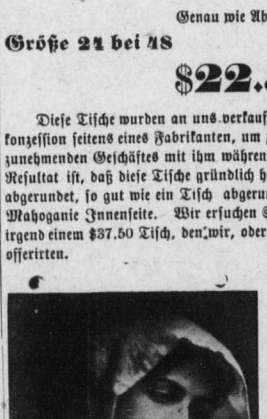 Genau wie Ab
Größe 24 bei 48
$22.
Diese Tische wurden an uns verkauf
konzession seitens eines Fabrikanten, um
zunehmenden Geschäftes mit ihm währen
Resultat ist, daß diese Tische gründlich h
abgerundet, so gut wie ein Tisch abgeru
Mahoganie Innenseite. Wir ersuchen S
irgend einem $37.50 Tisch, den wir, oder
offerirten.